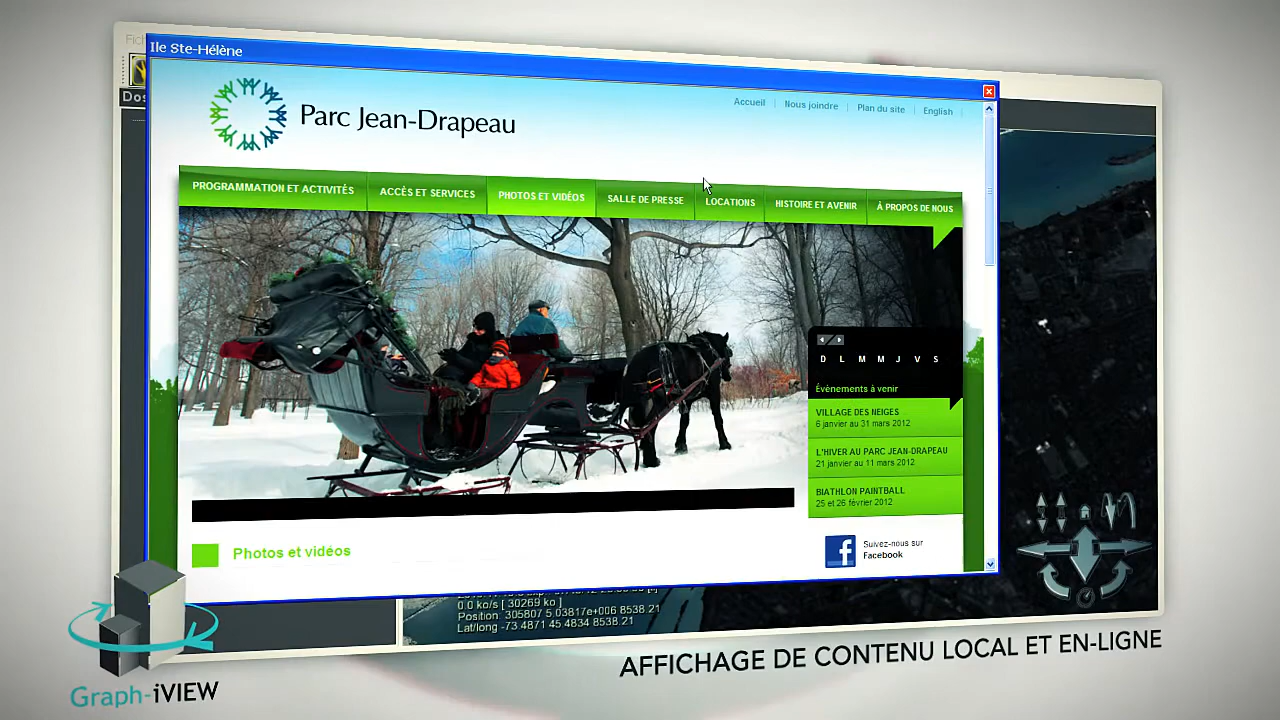 Fich
Ile Ste-Hélène
Dos
Parc Jean-Drapeau
Accueil
Nous joindre
Plan du site
English
PROGRAMMATION ET ACTIVITÉS
ACCÈS ET SERVICES
PHOTOS ET VIDÉOS
SALLE DE PRESSE
LOCATIONS
HISTOIRE ET AVENIR
À PROPOS DE NOUS
D L M M J V S
Évènements à venir
VILLAGE DES NEIGES
6 janvier au 31 mars 2012
L'HIVER AU PARC JEAN-DRAPEAU
21 janvier au 11 mars 2012
BIATHLON PAINTBALL
25 et 26 février 2012
Suivez-nous sur
Facebook
Photos et vidéos
0.0 ko/s [ 30269 ko ]
Position: 305807 5.03817e+006 8538.21
Lat/long -73.4871 45.4834 8538.21
AFFICHAGE DE CONTENU LOCAL ET EN-LIGNE
Graph-iVIEW